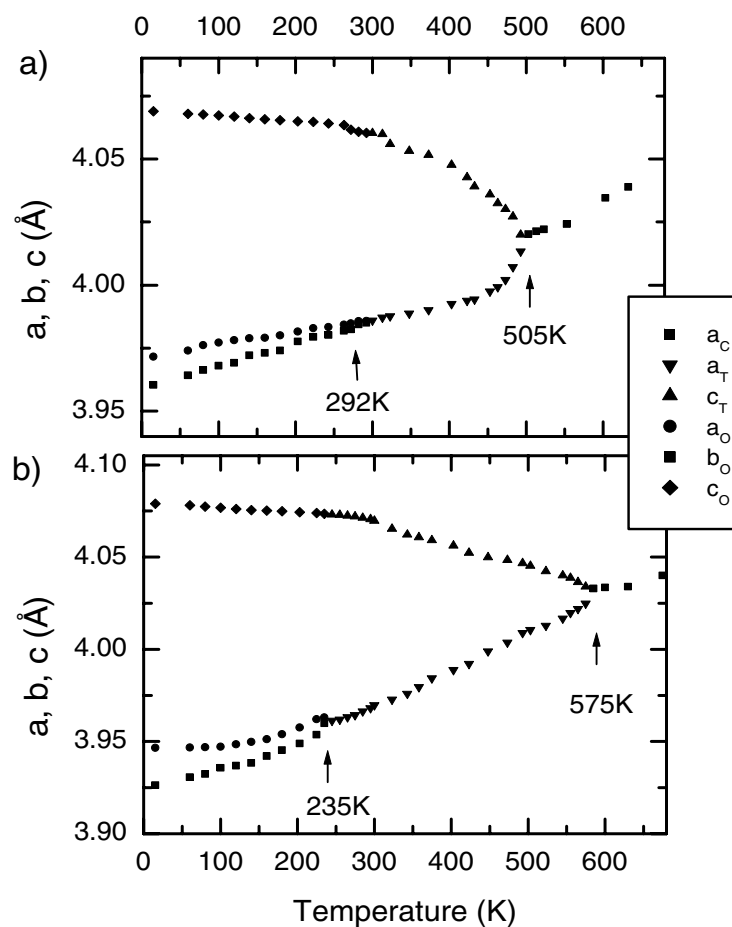 0 100 200 300 400 500 600
a)
4.05
4.00
3.95
a, b, c (Å)
505K
292K
a_C
a_T
c_T
a_O
b_O
c_O
b)
4.10
4.05
4.00
3.95
3.90
a, b, c (Å)
575K
235K
0 100 200 300 400 500 600
Temperature (K)